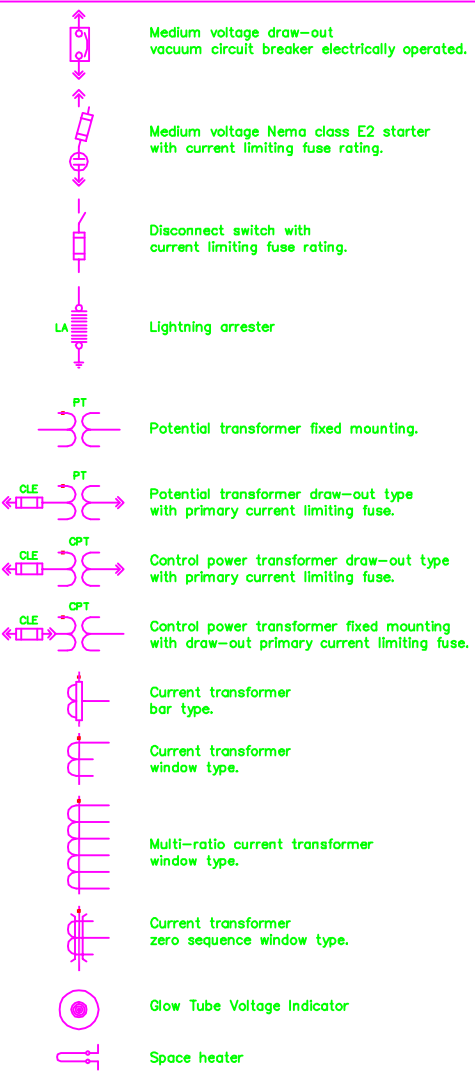 Medium voltage draw-out
vacuum circuit breaker electrically operated.
Medium voltage Nema class E2 starter
with current limiting fuse rating.
Disconnect switch with
current limiting fuse rating.
LA
Lightning arrester
PT
Potential transformer fixed mounting.
PT
CLE
Potential transformer draw-out type
with primary current limiting fuse.
CPT
CLE
Control power transformer draw-out type
with primary current limiting fuse.
CPT
CLE
Control power transformer fixed mounting
with draw-out primary current limiting fuse.
Current transformer
bar type.
Current transformer
window type.
Multi-ratio current transformer
window type.
Current transformer
zero sequence window type.
Glow Tube Voltage Indicator
Space heater